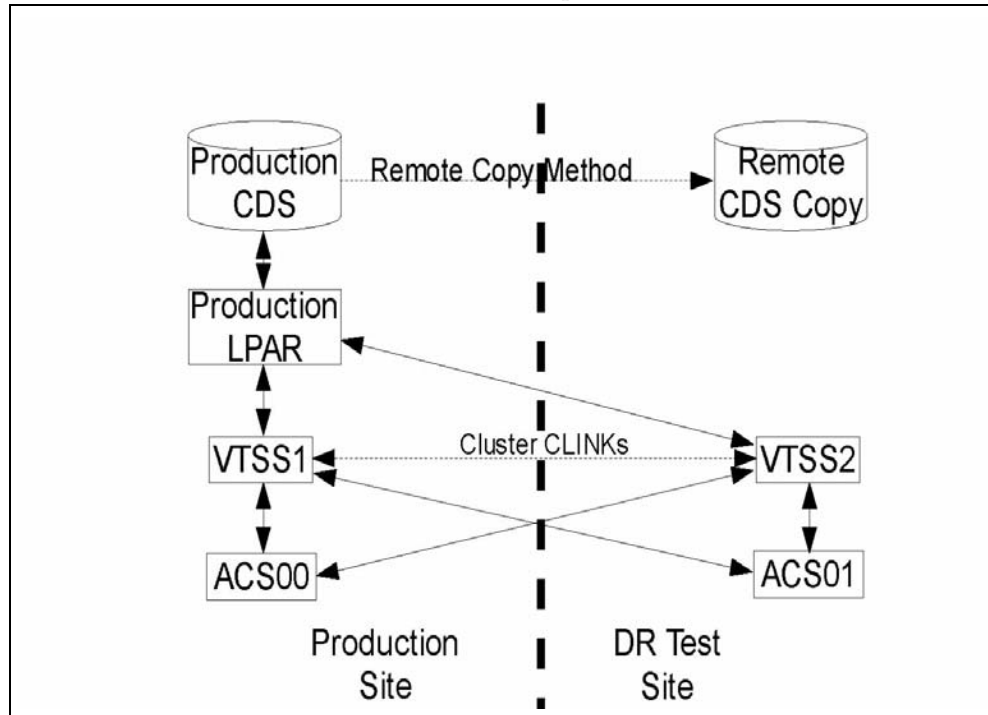 Production
CDS
Remote Copy Method
Remote
CDS Copy
Production
LPAR
VTSS1
Cluster CLINKs
VTSS2
ACS00
ACS01
Production
Site
DR Test
Site